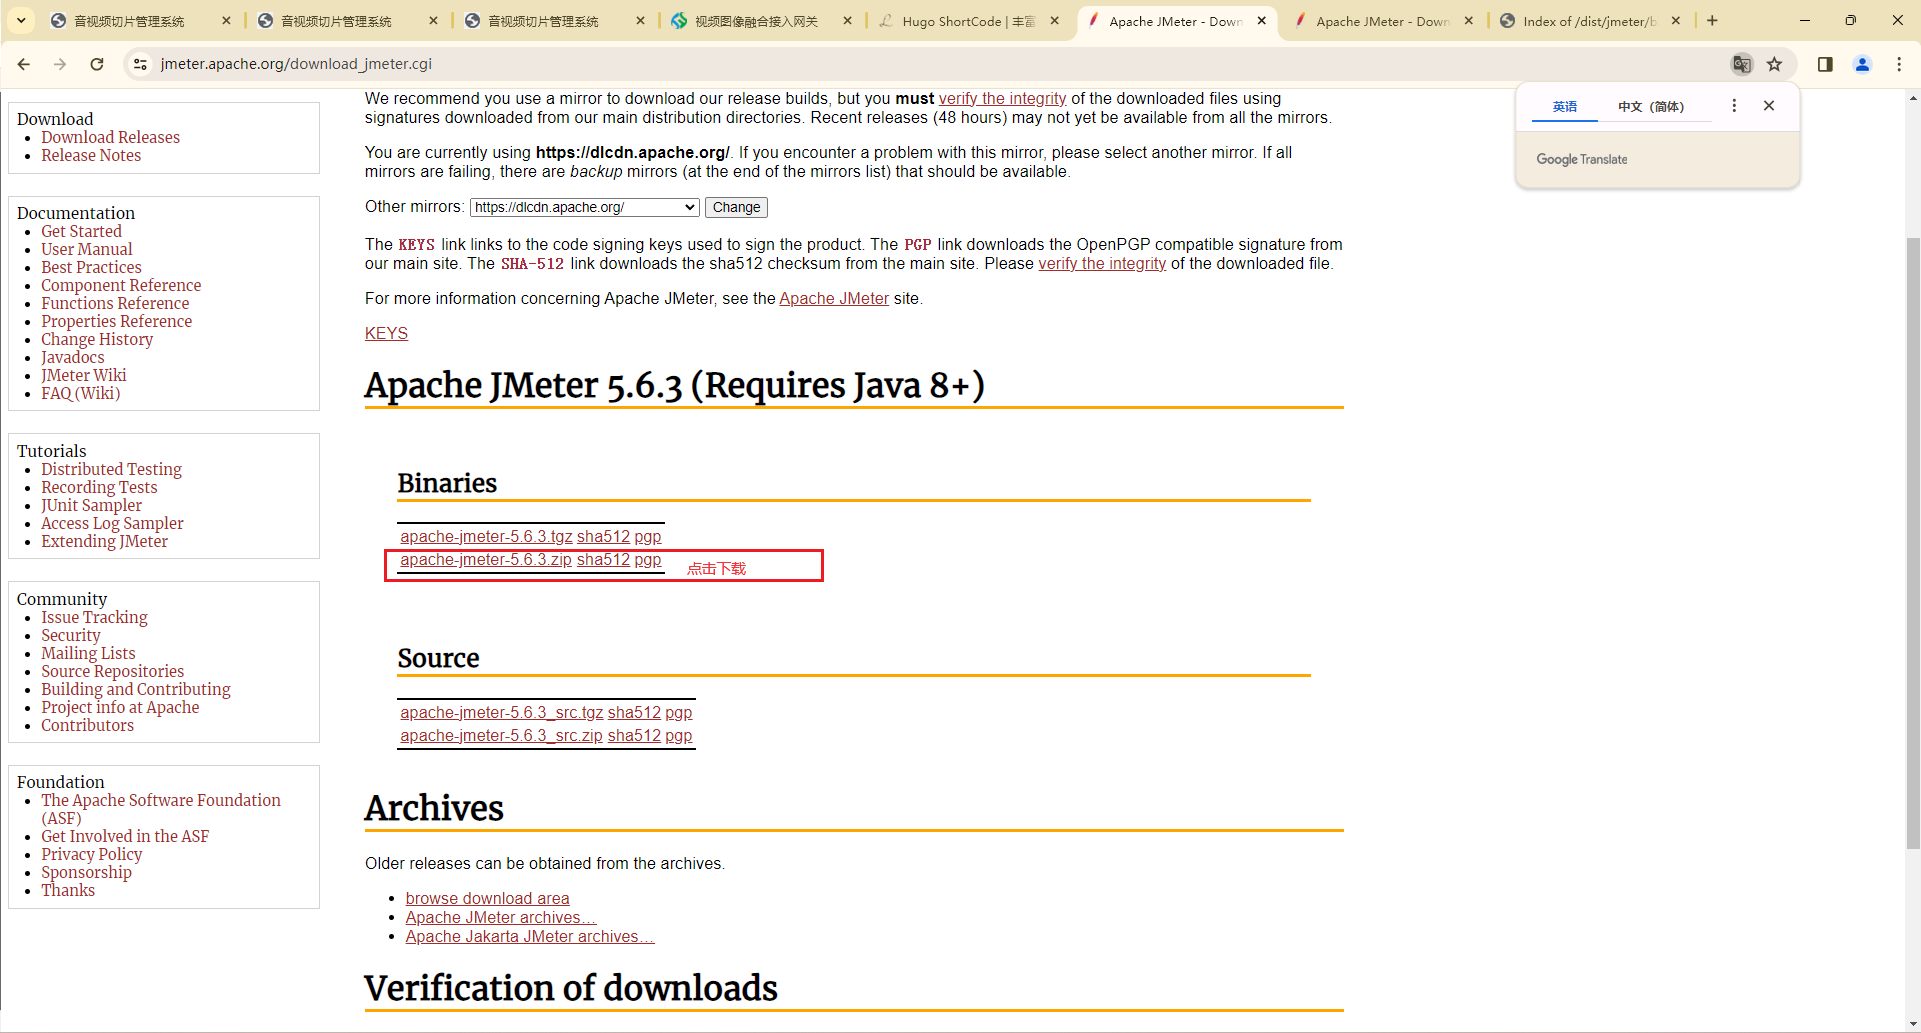 音视频切片管理系统
音视频切片管理系统
音视频切片管理系统
视频图像融合接入网关
Hugo ShortCode | 丰富
Apache JMeter - Down
Apache JMeter - Down
Index of /dist/jmeter/b
jmeter.apache.org/download_jmeter.cgi
英语 中文（简体）
Google Translate
Download
Download Releases
Release Notes
Documentation
Get Started
User Manual
Best Practices
Component Reference
Functions Reference
Properties Reference
Change History
Javadocs
JMeter Wiki
FAQ (Wiki)
Tutorials
Distributed Testing
Recording Tests
JUnit Sampler
Access Log Sampler
Extending JMeter
Community
Issue Tracking
Security
Mailing Lists
Source Repositories
Building and Contributing
Project info at Apache
Contributors
Foundation
The Apache Software Foundation
(ASF)
Get Involved in the ASF
Privacy Policy
Sponsorship
Thanks
We recommend you use a mirror to download our release builds, but you must verify the integrity of the downloaded files using
signatures downloaded from our main distribution directories. Recent releases (48 hours) may not yet be available from all the mirrors.
You are currently using https://dlcdn.apache.org/. If you encounter a problem with this mirror, please select another mirror. If all
mirrors are failing, there are backup mirrors (at the end of the mirrors list) that should be available.
Other mirrors: https://dlcdn.apache.org/ Change
The KEYS link links to the code signing keys used to sign the product. The PGP link downloads the OpenPGP compatible signature from
our main site. The SHA-512 link downloads the sha512 checksum from the main site. Please verify the integrity of the downloaded file.
For more information concerning Apache JMeter, see the Apache JMeter site.
KEYS
Apache JMeter 5.6.3 (Requires Java 8+)
Binaries
apache-jmeter-5.6.3.tgz sha512 pgp
apache-jmeter-5.6.3.zip sha512 pgp 点击下载
Source
apache-jmeter-5.6.3_src.tgz sha512 pgp
apache-jmeter-5.6.3_src.zip sha512 pgp
Archives
Older releases can be obtained from the archives.
browse download area
Apache JMeter archives…
Apache Jakarta JMeter archives…
Verification of downloads